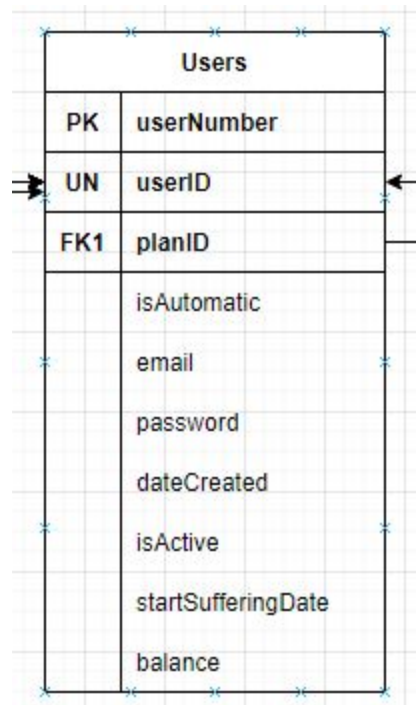 Users
PK userNumber
UN userID
FK1 planID
isAutomatic
email
password
dateCreated
isActive
startSufferingDate
balance